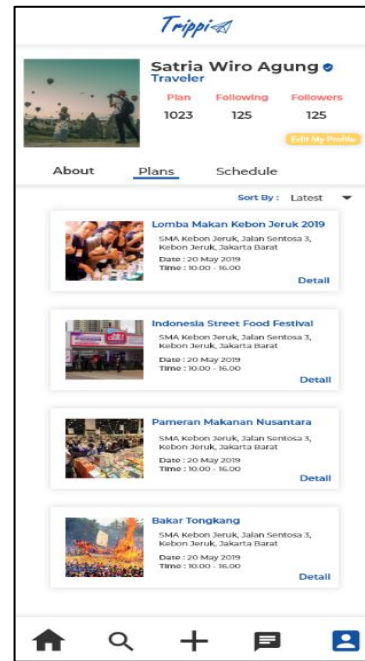 Trippi
Satria Wiro Agung
Traveler
Plan Following Followers
1023 125 125
Edit My Profile
About Plans Schedule
Sort By : Latest
Lomba Makan Kebon Jeruk 2019
SMA Kebon Jeruk, Jalan Sentosa 3,
Kebon Jeruk, Jakarta Barat
Date : 20 May 2019
Time : 10.00 - 16.00
Detail
Indonesia Street Food Festival
SMA Kebon Jeruk, Jalan Sentosa 3,
Kebon Jeruk, Jakarta Barat
Date : 20 May 2019
Time : 10.00 - 16.00
Detail
Pameran Makanan Nusantara
SMA Kebon Jeruk, Jalan Sentosa 3,
Kebon Jeruk, Jakarta Barat
Date : 20 May 2019
Time : 10.00 - 16.00
Detail
Bakar Tongkang
SMA Kebon Jeruk, Jalan Sentosa 3,
Kebon Jeruk, Jakarta Barat
Date : 20 May 2019
Time : 10.00 - 16.00
Detail